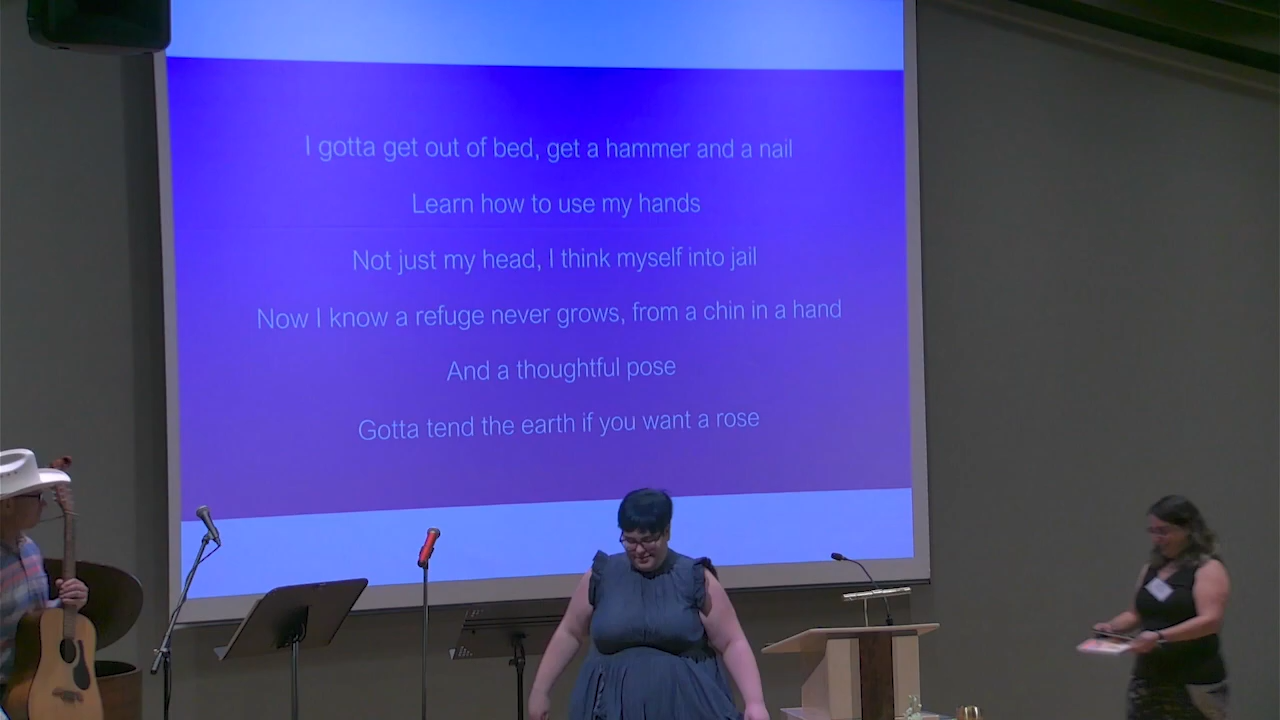 I gotta get out of bed, get a hammer and a nail
Learn how to use my hands
Not just my head, I think myself into jail
Now I know a refuge never grows, from a chin in a hand
And a thoughtful pose
Gotta tend the earth if you want a rose